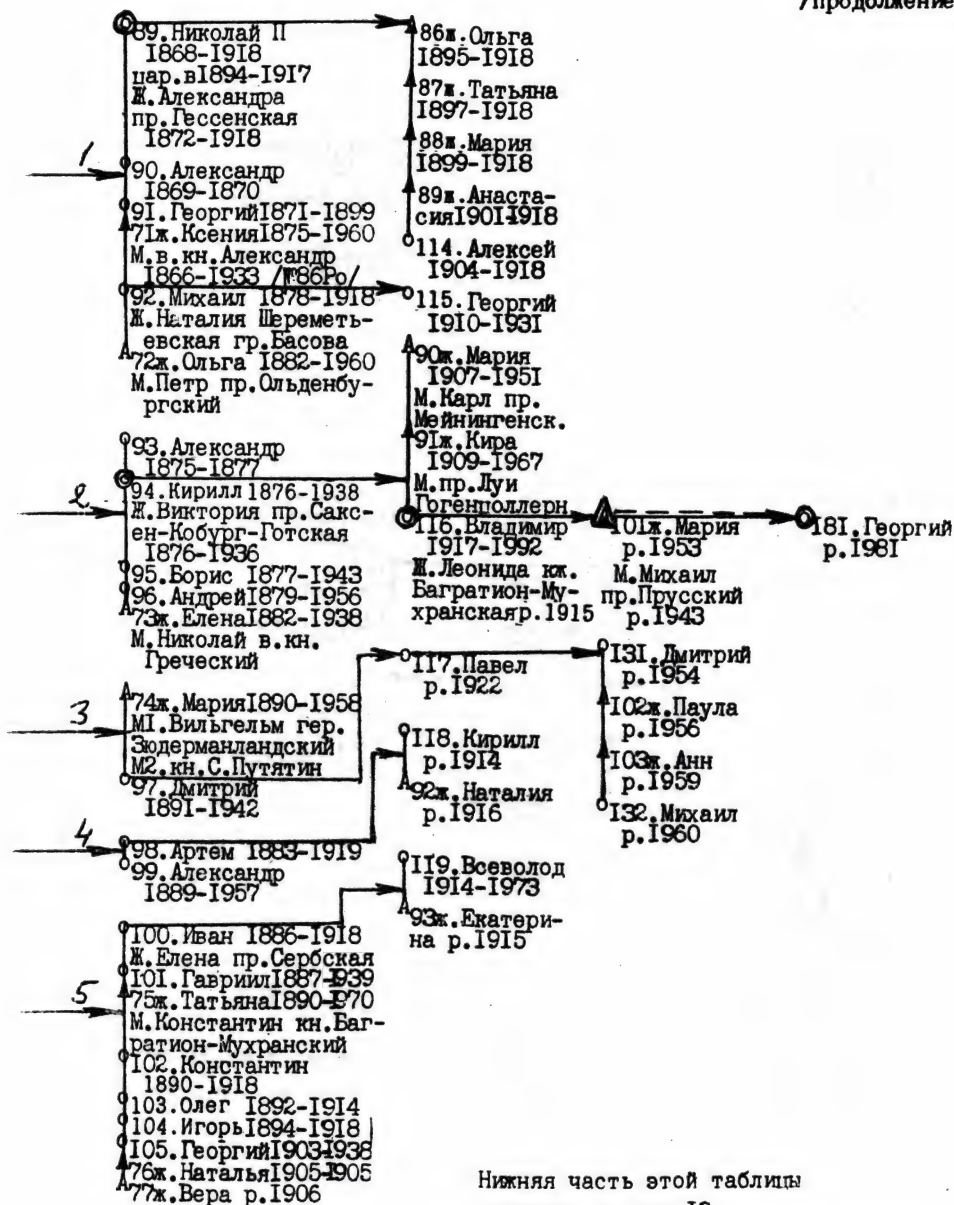 /продолжение
89.Николай П
1868-1918
цар.в1894-1917
Ж.Александра
пр.Гессенская
1872-1918
1
90.Александр
1869-1870
91.Георгий1871-1899
71ж.Ксения1875-1960
М.в.кн.Александр
1866-1933 /№86Ро/
92.Михаил 1878-1918
Ж.Наталия Шереметь-
евская гр.Басова
72ж.Ольга 1882-1960
М.Петр пр.Ольденбу-
ргский
86ж.Ольга
1895-1918
87ж.Татьяна
1897-1918
88ж.Мария
1899-1918
89ж.Анаста-
сия1901-1918
114.Алексей
1904-1918
115.Георгий
1910-1931
2
93.Александр
1875-1877
94.Кирилл 1876-1938
Ж.Виктория пр.Сакс-
ен-Кобург-Готская
1876-1936
95.Борис 1877-1943
96.Андрей1879-1956
73ж.Елена1882-1938
М.Николай в.кн.
Греческий
90ж.Мария
1907-1951
М.Карл пр.
Мейнингенск.
91ж.Кира
1909-1967
М.пр.Луи
Гогенцоллерн
116.Владимир
1917-1992
Ж.Леонида кж.
Багратион-Му-
хранскаяр.1915
101ж.Мария
р.1953
М.Михаил
пр.Прусский
р.1943
181.Георгий
р.1981
3
74ж.Мария1890-1958
М1.Вильгельм гер.
Зюдерманландский
М2.кн.С.Путятин
97.Дмитрий
1891-1942
117.Павел
р.1922
131.Дмитрий
р.1954
102ж.Паула
р.1956
103ж.Анн
р.1959
132.Михаил
р.1960
4
98.Артем 1883-1919
99.Александр
1889-1957
118.Кирилл
р.1914
92ж.Наталия
р.1916
5
100.Иван 1886-1918
Ж.Елена пр.Сербская
101.Гавриил1887-1939
75ж.Татьяна1890-1970
М.Константин кн.Баг-
ратион-Мухранский
102.Константин
1890-1918
103.Олег 1892-1914
104.Игорь1894-1918
105.Георгий1903-1938
76ж.Наталья1905-1905
77ж.Вера р.1906
119.Всеволод
1914-1973
93ж.Екатери-
на р.1915
Нижняя часть этой таблицы